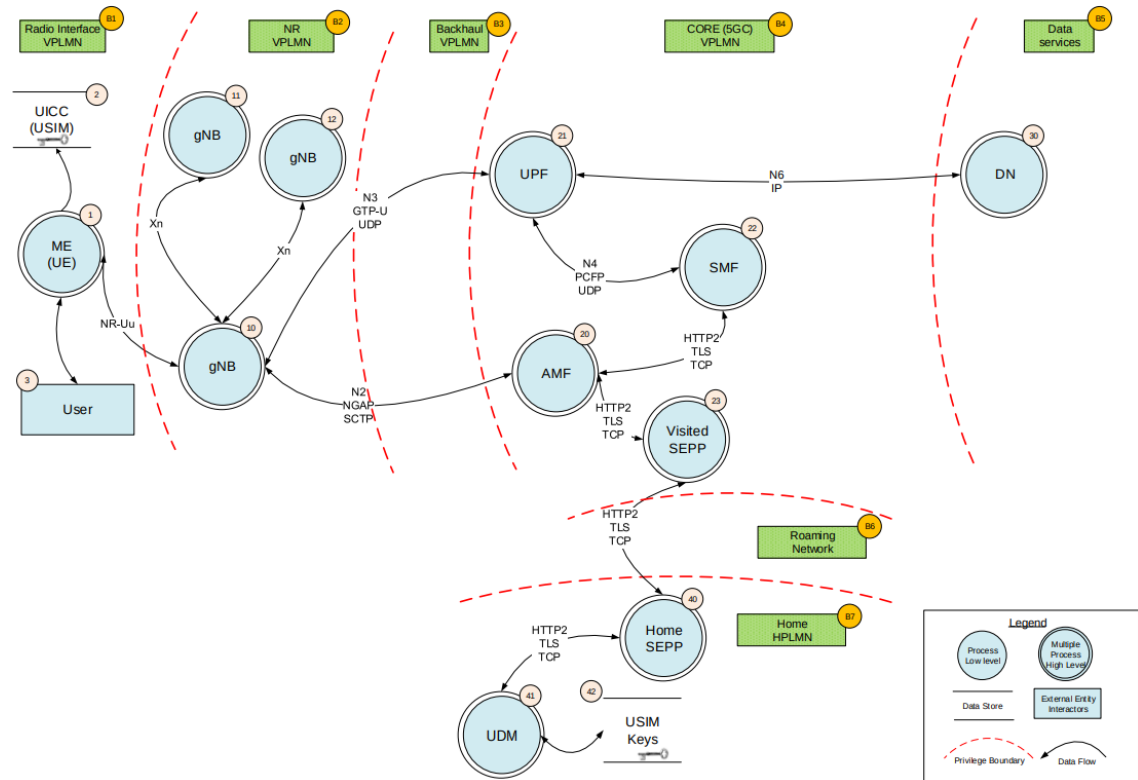 Radio Interface
VPLMN
B1
NR
VPLMN
B2
Backhaul
VPLMN
B3
CORE (5GC)
VPLMN
B4
Data
services
B5
2
UICC
(USIM)
11
gNB
12
gNB
21
UPF
30
DN
N6
IP
N3
GTP-U
UDP
Xn
Xn
1
ME
(UE)
22
SMF
N4
PCFP
UDP
NR-Uu
10
gNB
20
AMF
HTTP2
TLS
TCP
3
User
N2
NGAP
SCTP
HTTP2
TLS
TCP
23
Visited
SEPP
HTTP2
TLS
TCP
Roaming
Network
B6
40
Home
SEPP
Home
HPLMN
B7
HTTP2
TLS
TCP
41
UDM
42
USIM
Keys
Legend
Process
Low level
Multiple
Process
High Level
Data Store
External Entity
Interactors
Privilege Boundary
Data Flow